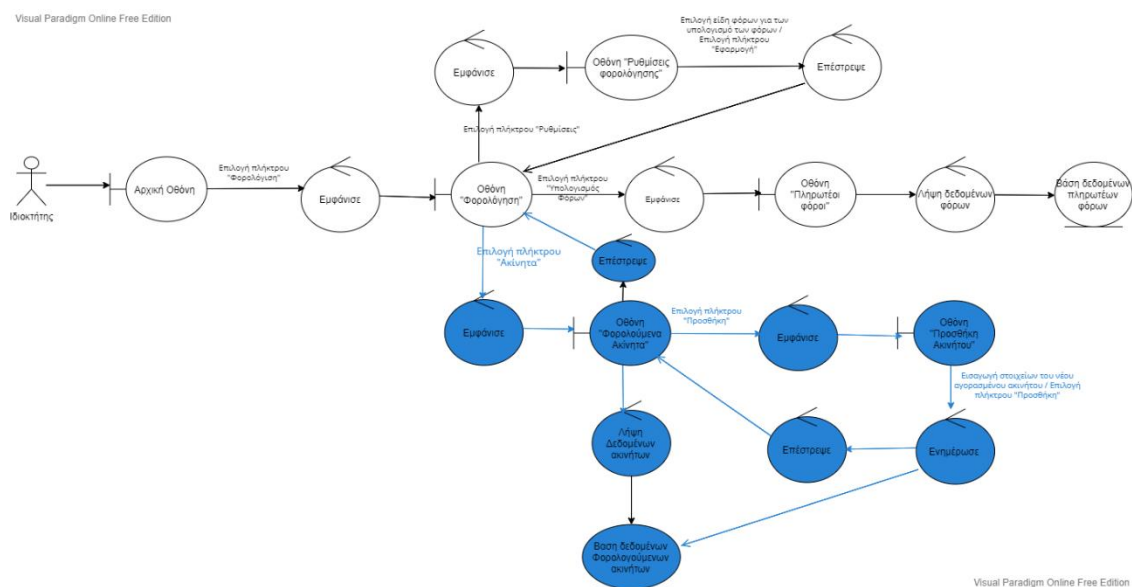 Visual Paradigm Online Free Edition
Επιλογή είδη φόρων για των
υπολογισμό των φόρων /
Επιλογή πλήκτρου
"Εφαρμογή"
Εμφάνισε
Οθόνη "Ρυθμίσεις
φορολόγησης"
Επέστρεψε
Επιλογή πλήκτρου "Ρυθμίσεις"
Ιδιοκτήτης
Αρχική Οθόνη
Επιλογή πλήκτρου
"Φορολόγιση"
Εμφάνισε
Οθόνη
"Φορολόγηση"
Επιλογή πλήκτρου
"Υπολογισμός
Φόρων"
Εμφάνισε
Οθόνη
"Πληρωτέοι
φόροι"
Λήψη δεδομένων
φόρων
Βάση δεδομένων
πληρωτέων
φόρων
Επιλογή πλήκτρου
"Ακίνητα"
Επέστρεψε
Εμφάνισε
Οθόνη
"Φορολούμενα
Ακίνητα"
Επιλογή πλήκτρου
"Προσθήκη"
Εμφάνισε
Οθόνη
"Προσθήκη
Ακινήτου"
Εισαγωγή στοιχείων του νέου
αγορασμένου ακινήτου / Επιλογή
πλήκτρου "Προσθήκη"
Λήψη
Δεδομένων
ακινήτων
Επέστρεψε
Ενημέρωσε
Βαση δεδομένων
Φορολογούμενων
ακινήτων
Visual Paradigm Online Free Edition